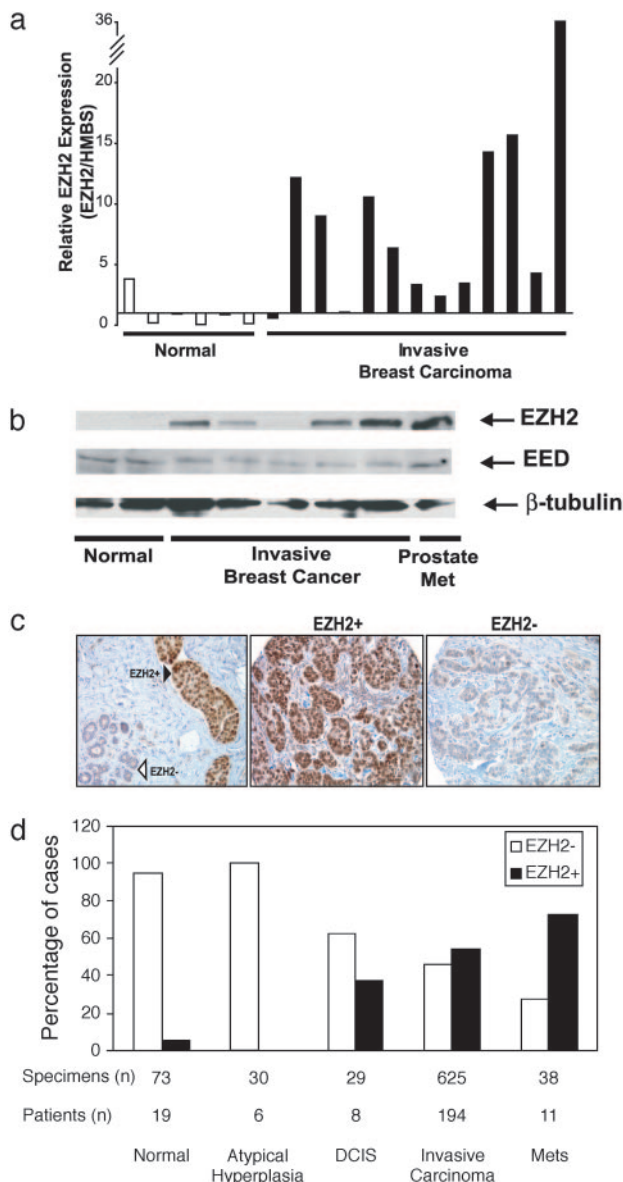 a
36
20
15
10
5
0
Relative EZH2 Expression
(EZH2/HMBS)
Normal
Invasive
Breast Carcinoma
b
EZH2
EED
β-tubulin
Normal
Invasive
Breast Cancer
Prostate
Met
c
EZH2+
EZH2-
EZH2+
EZH2-
d
120
100
80
60
40
20
0
Percentage of cases
EZH2-
EZH2+
Specimens (n) 73 30 29 625 38
Patients (n) 19 6 8 194 11
Normal Atypical Hyperplasia DCIS Invasive Carcinoma Mets